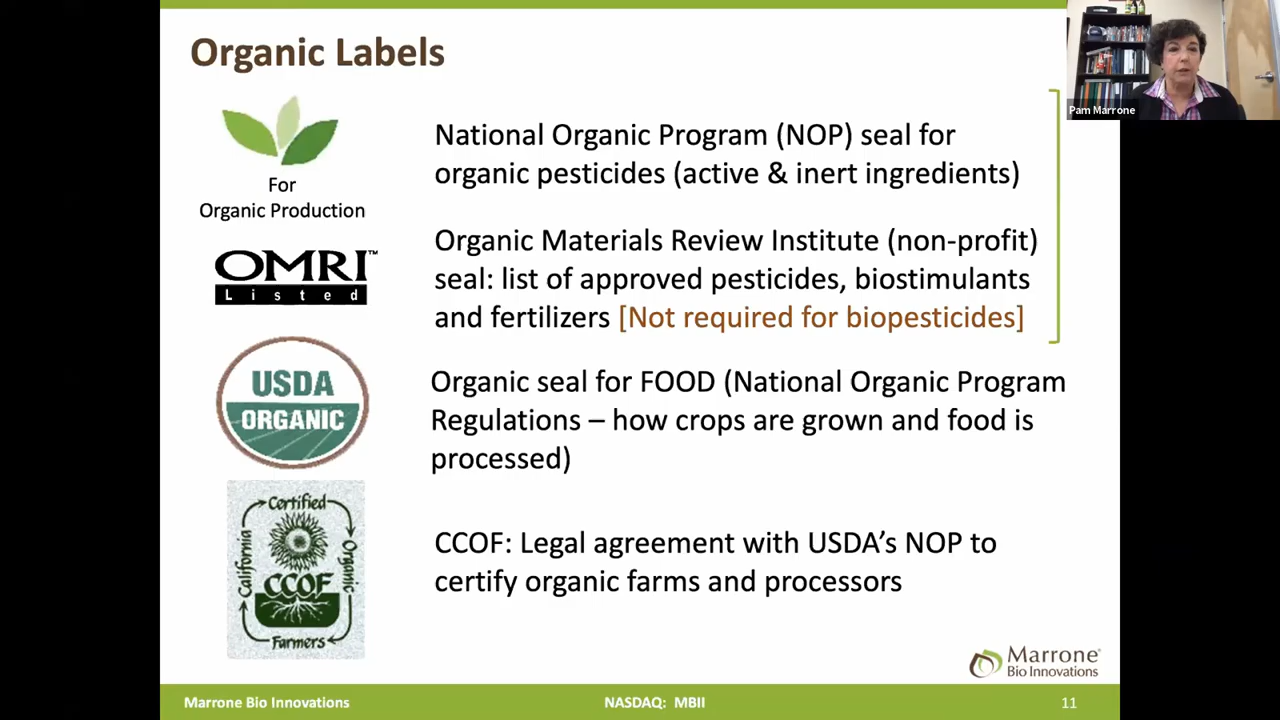 Organic Labels
Pam Marrone
For
Organic Production
National Organic Program (NOP) seal for
organic pesticides (active & inert ingredients)
OMRI™
Listed
Organic Materials Review Institute (non-profit)
seal: list of approved pesticides, biostimulants
and fertilizers [Not required for biopesticides]
USDA
ORGANIC
Organic seal for FOOD (National Organic Program
Regulations – how crops are grown and food is
processed)
Certified
California
Organic
CCOF
Farmers
CCOF: Legal agreement with USDA’s NOP to
certify organic farms and processors
Marrone®
Bio Innovations
Marrone Bio Innovations
NASDAQ: MBII
11